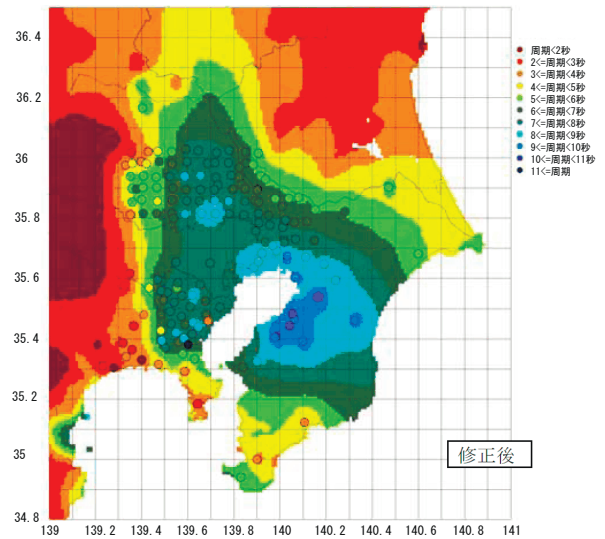 36.4
36.2
36
35.8
35.6
35.4
35.2
35
34.8
139 139.2 139.4 139.6 139.8 140 140.2 140.4 140.6 140.8 141
周期<2秒
2<=周期<3秒
3<=周期<4秒
4<=周期<5秒
5<=周期<6秒
6<=周期<7秒
7<=周期<8秒
8<=周期<9秒
9<=周期<10秒
10<=周期<11秒
11<=周期
修正後